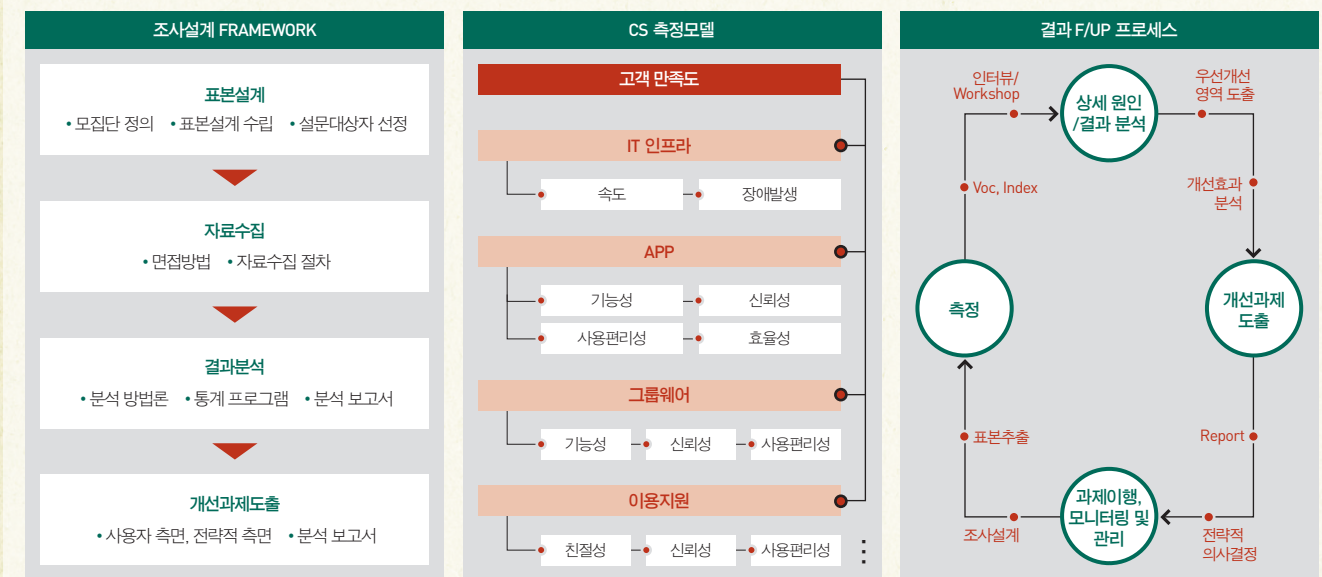 조사설계 FRAMEWORK
표본설계
• 모집단 정의 • 표본설계 수립 • 설문대상자 선정
자료수집
• 면접방법 • 자료수집 절차
결과분석
• 분석 방법론 • 통계 프로그램 • 분석 보고서
개선과제도출
• 사용자 측면, 전략적 측면 • 분석 보고서
CS 측정모델
고객 만족도
IT 인프라
속도 장애발생
APP
기능성 신뢰성
사용편리성 효율성
그룹웨어
기능성 신뢰성 사용편리성
이용지원
친절성 신뢰성 사용편리성
결과 F/UP 프로세스
인터뷰/
Workshop
상세 원인
/결과 분석
우선개선
영역 도출
Voc, Index
개선효과
분석
측정
개선과제
도출
표본추출
Report
조사설계
과제이행,
모니터링 및
관리
전략적
의사결정